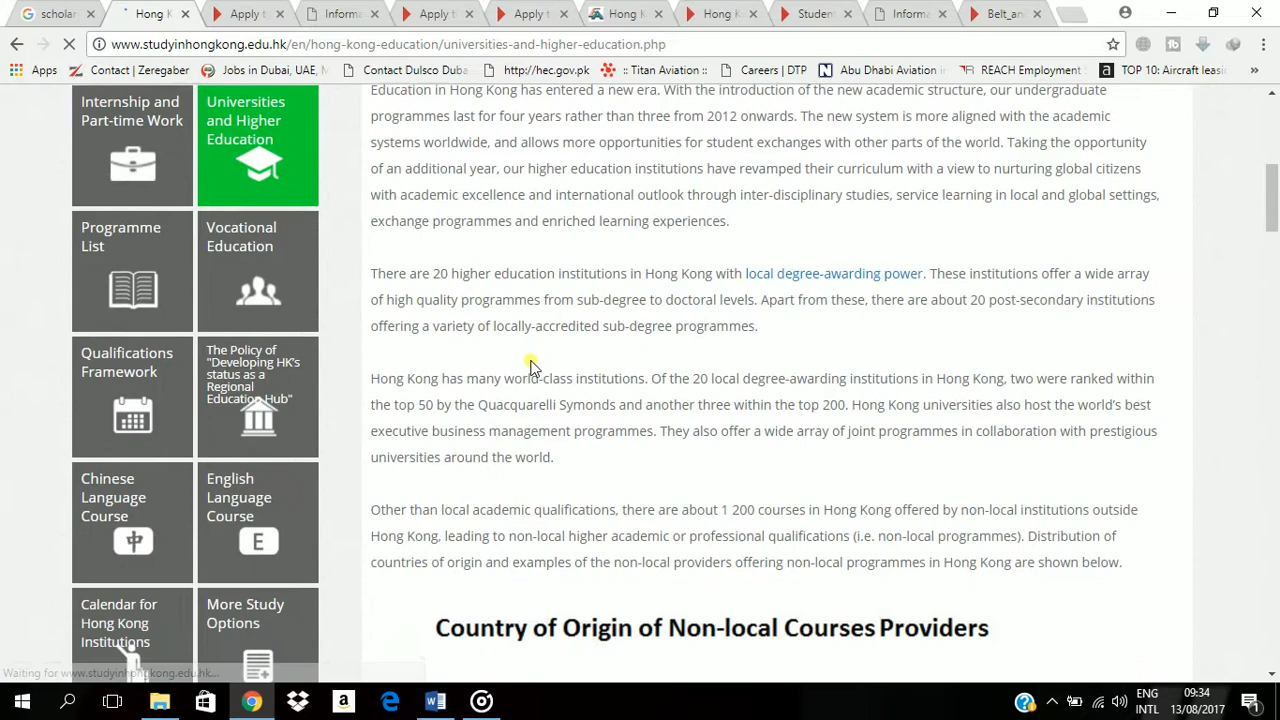 scholar
Hong K
Apply t
Informa
Apply t
Apply t
Hong K
Hong K
Student
Informa
Belt_an
www.studyinhongkong.edu.hk/en/hong-kong-education/universities-and-higher-education.php
Apps
Contact | Zeregaber
Jobs in Dubai, UAE, M
Contact Dulsco Duba
http://hec.gov.pk
:: Titan Aviation ::
Careers | DTP
Abu Dhabi Aviation -
REACH Employment
TOP 10: Aircraft leasi
»
Internship and
Part-time Work
Universities
and Higher
Education
Programme
List
Vocational
Education
Qualifications
Framework
The Policy of
"Developing HK's
status as a
Regional
Education Hub"
Chinese
Language
Course
中
English
Language
Course
E
Calendar for
Hong Kong
Institutions
More Study
Options
Education in Hong Kong has entered a new era. With the introduction of the new academic structure, our undergraduate
programmes last for four years rather than three from 2012 onwards. The new system is more aligned with the academic
systems worldwide, and allows more opportunities for student exchanges with other parts of the world. Taking the opportunity
of an additional year, our higher education institutions have revamped their curriculum with a view to nurturing global citizens
with academic excellence and international outlook through inter-disciplinary studies, service learning in local and global settings,
exchange programmes and enriched learning experiences.
There are 20 higher education institutions in Hong Kong with local degree-awarding power. These institutions offer a wide array
of high quality programmes from sub-degree to doctoral levels. Apart from these, there are about 20 post-secondary institutions
offering a variety of locally-accredited sub-degree programmes.
Hong Kong has many world-class institutions. Of the 20 local degree-awarding institutions in Hong Kong, two were ranked within
the top 50 by the Quacquarelli Symonds and another three within the top 200. Hong Kong universities also host the world's best
executive business management programmes. They also offer a wide array of joint programmes in collaboration with prestigious
universities around the world.
Other than local academic qualifications, there are about 1 200 courses in Hong Kong offered by non-local institutions outside
Hong Kong, leading to non-local higher academic or professional qualifications (i.e. non-local programmes). Distribution of
countries of origin and examples of the non-local providers offering non-local programmes in Hong Kong are shown below.
Country of Origin of Non-local Courses Providers
Waiting for www.studyinhongkong.edu.hk...
ENG
INTL
09:34
13/08/2017